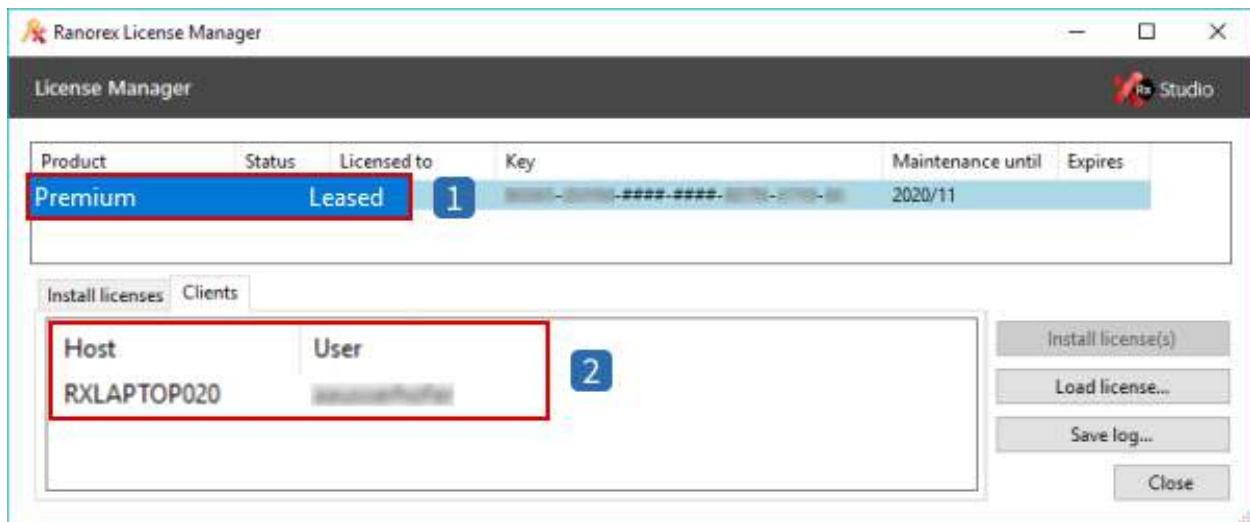 Ranorex License Manager
License Manager
Rx Studio
Product Status Licensed to Key Maintenance until Expires
Premium Leased 1 -####-####- - - 2020/11
Install licenses Clients
Host User
RXLAPTOP020
2
Install license(s)
Load license...
Save log...
Close